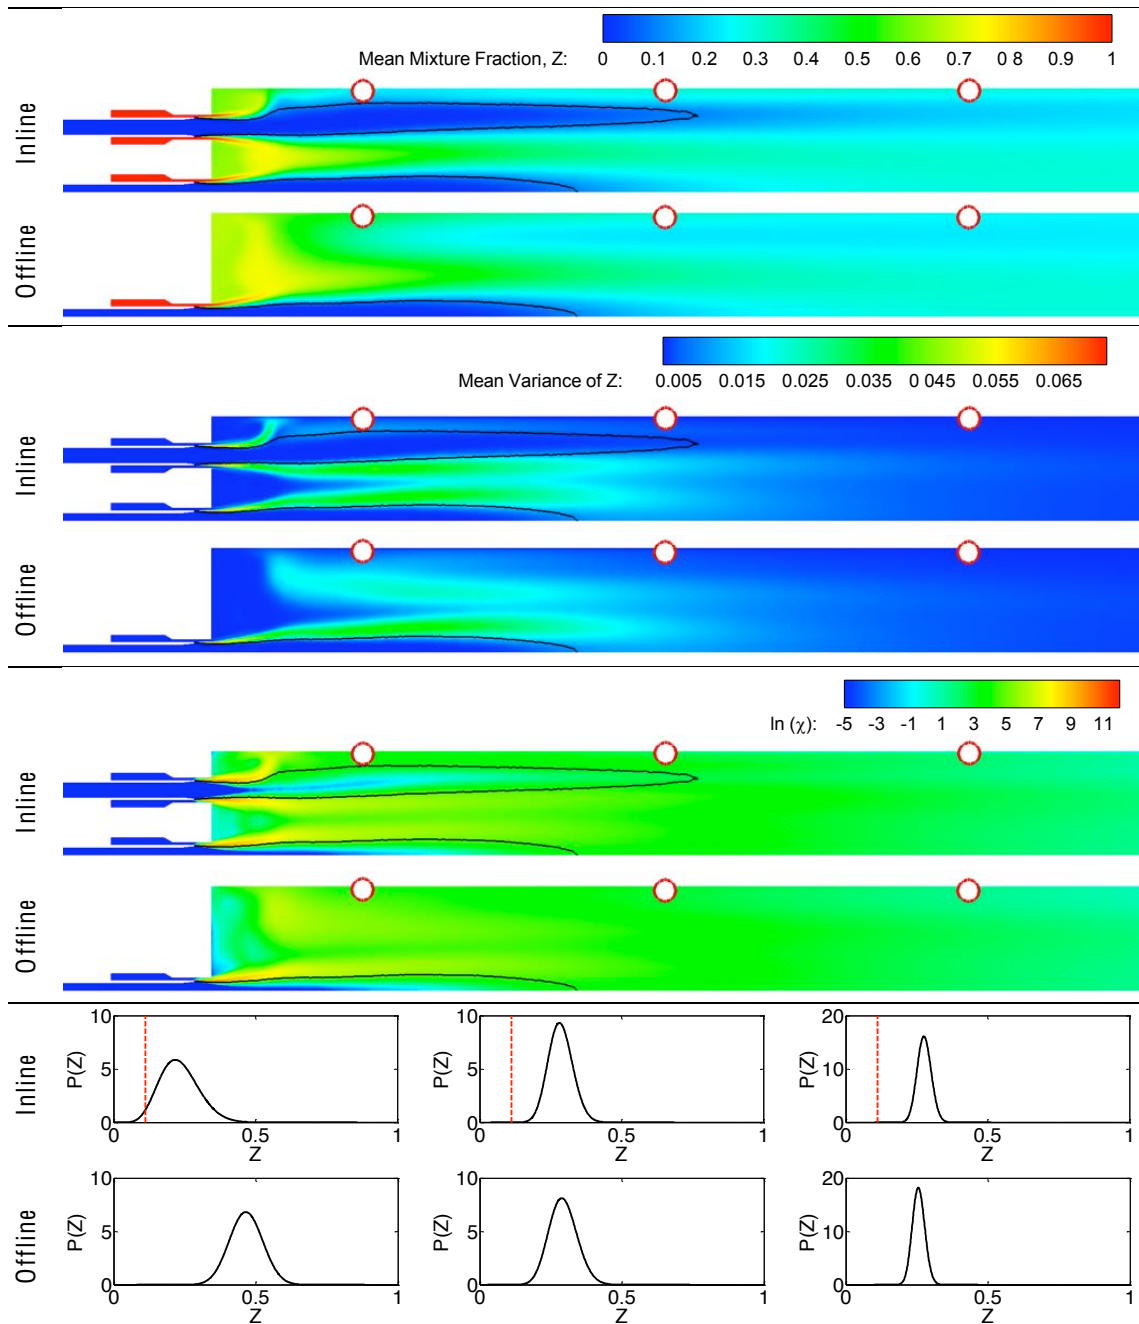 Mean Mixture Fraction, Z:
0 0.1 0.2 0.3 0.4 0.5 0.6 0.7 0 8 0.9 1
Inline
Offline
Mean Variance of Z:
0.005 0.015 0.025 0.035 0 045 0.055 0.065
Inline
Offline
ln (χ): -5 -3 -1 1 3 5 7 9 11
Inline
Offline
Inline
P(Z)
10
5
0
0 0.5 1
Z
P(Z)
10
5
0
0 0.5 1
Z
P(Z)
20
10
0
0 0.5 1
Z
Offline
P(Z)
10
5
0
0 0.5 1
Z
P(Z)
10
5
0
0 0.5 1
Z
P(Z)
20
10
0
0 0.5 1
Z